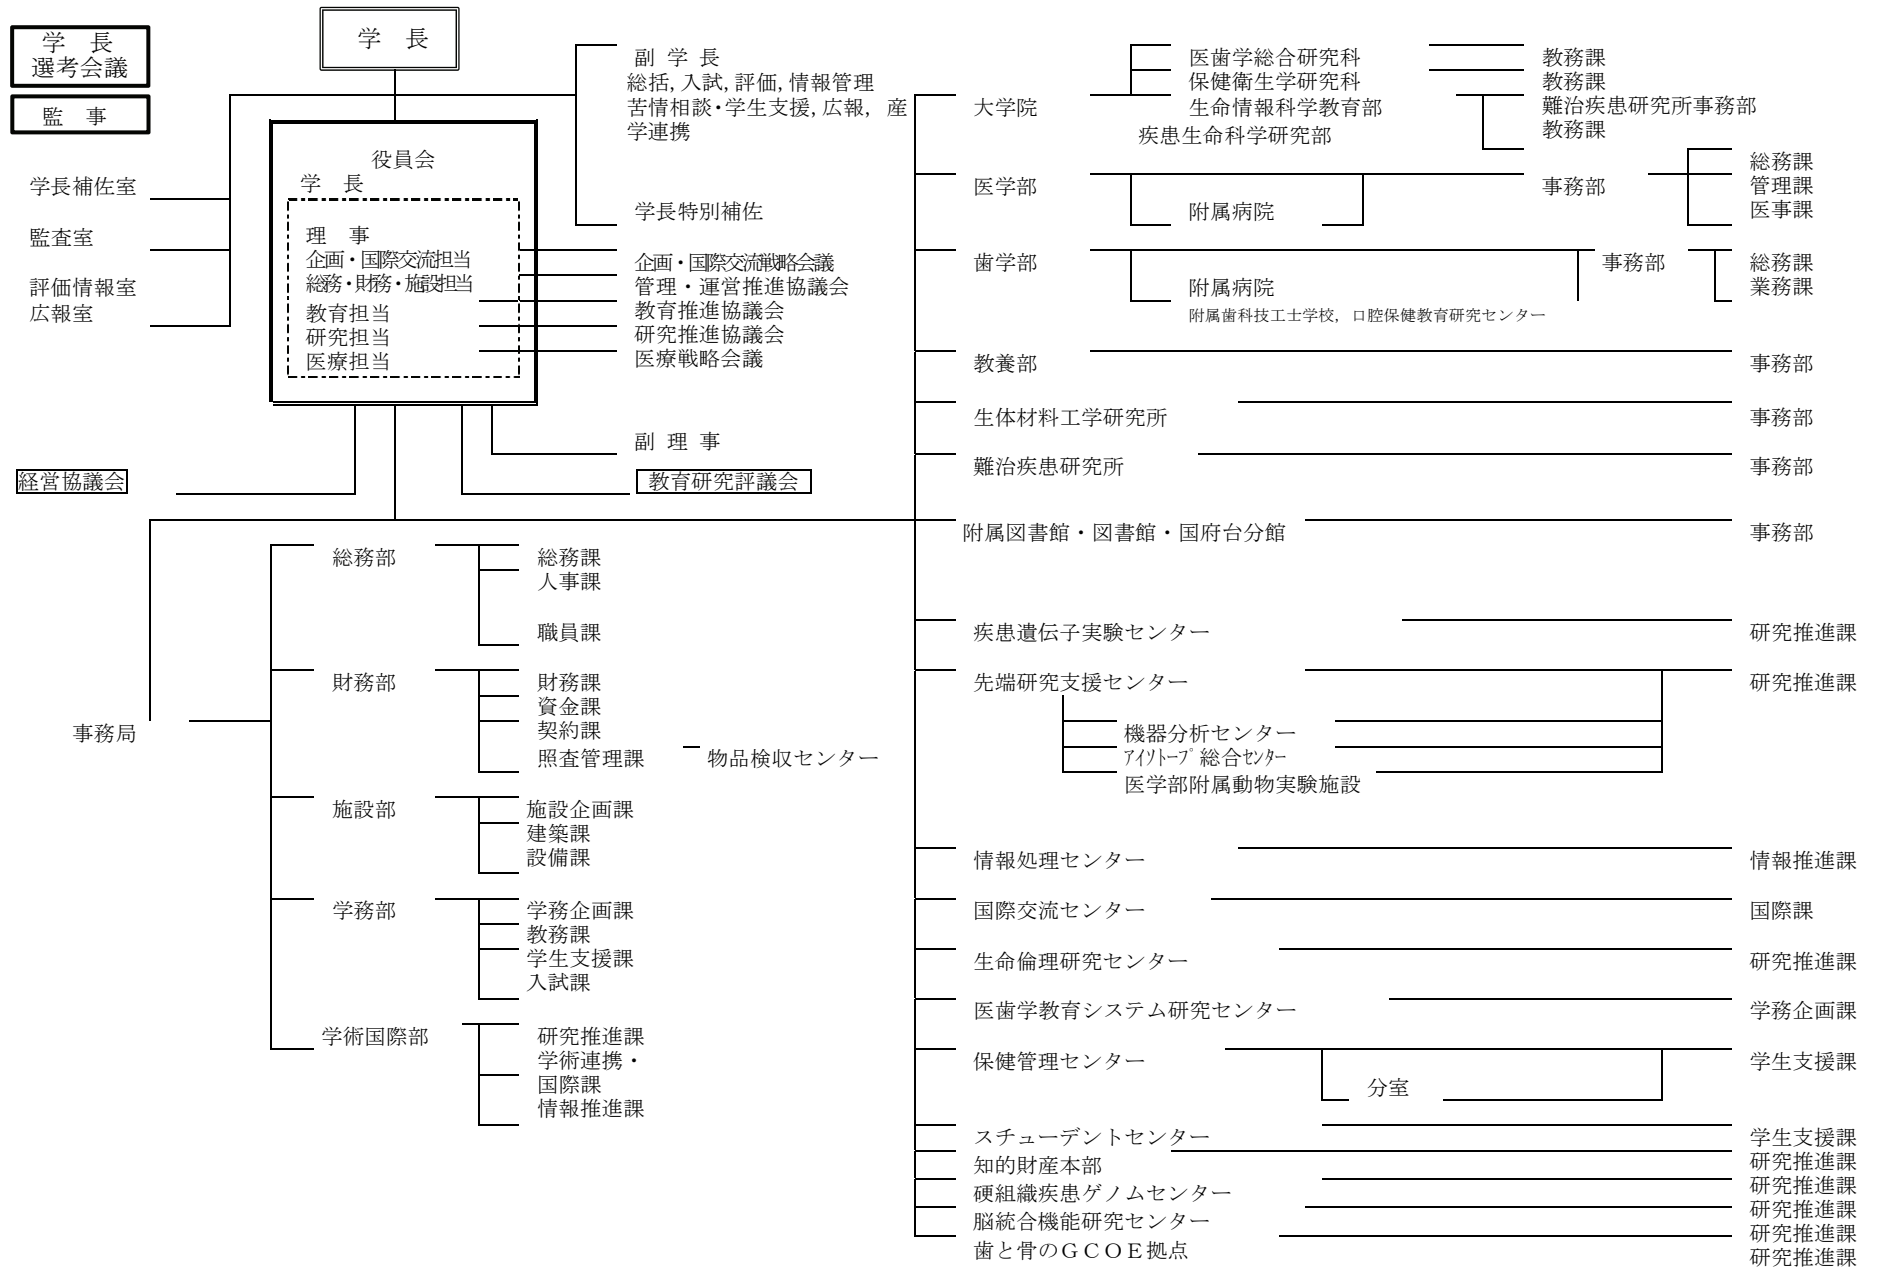 学　長
選考会議
監　事
学　長
学長補佐室
監査室
評価情報室
広報室
役員会
学　長
理　事
企画・国際交流担当
総務・財務・施設担当
教育担当
研究担当
医療担当
副 学 長
総括, 入試, 評価, 情報管理
苦情相談・学生支援, 広報, 産
学連携
学長特別補佐
企画・国際交流戦略会議
管理・運営推進協議会
教育推進協議会
研究推進協議会
医療戦略会議
副 理 事
経営協議会
教育研究評議会
事務局
総務部
総務課
人事課
職員課
財務部
財務課
資金課
契約課
照査管理課
物品検収センター
施設部
施設企画課
建築課
設備課
学務部
学務企画課
教務課
学生支援課
入試課
学術国際部
研究推進課
学術連携・
国際課
情報推進課
大学院
医歯学総合研究科
教務課
保健衛生学研究科
教務課
生命情報科学教育部
難治疾患研究所事務部
疾患生命科学研究部
教務課
医学部
附属病院
事務部
総務課
管理課
医事課
歯学部
附属病院
附属歯科技工士学校, 口腔保健教育研究センター
事務部
総務課
業務課
教養部
事務部
生体材料工学研究所
事務部
難治疾患研究所
事務部
附属図書館・図書館・国府台分館
事務部
疾患遺伝子実験センター
研究推進課
先端研究支援センター
研究推進課
機器分析センター
ｱｲｿﾄｰﾌﾟ総合ｾﾝﾀｰ
医学部附属動物実験施設
情報処理センター
情報推進課
国際交流センター
国際課
生命倫理研究センター
研究推進課
医歯学教育システム研究センター
学務企画課
保健管理センター
学生支援課
分室
スチューデントセンター
学生支援課
知的財産本部
研究推進課
硬組織疾患ゲノムセンター
研究推進課
脳統合機能研究センター
研究推進課
歯と骨のＧＣＯＥ拠点
研究推進課
研究推進課